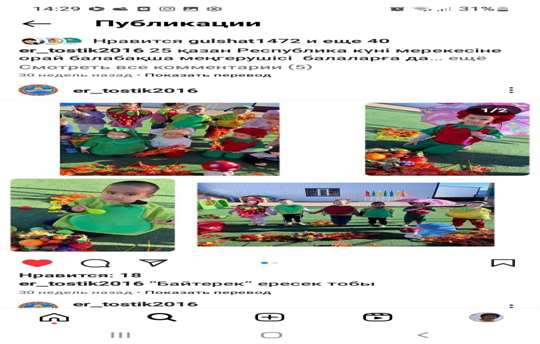 14:29 31%
Публикации
Нравится gulshat1472 и еще 40
er_tostik2016 25 қазан Республика күні мерекесіне
орай балабақша меңгерушісі балаларға да... ещё
Смотреть все комментарии (5)
30 недель назад · Показать перевод
er_tostik2016
1/2
Нравится: 18
er_tostik2016 "Байтерек" ересек тобы
30 недель назад · Показать перевод
er_tostik2016